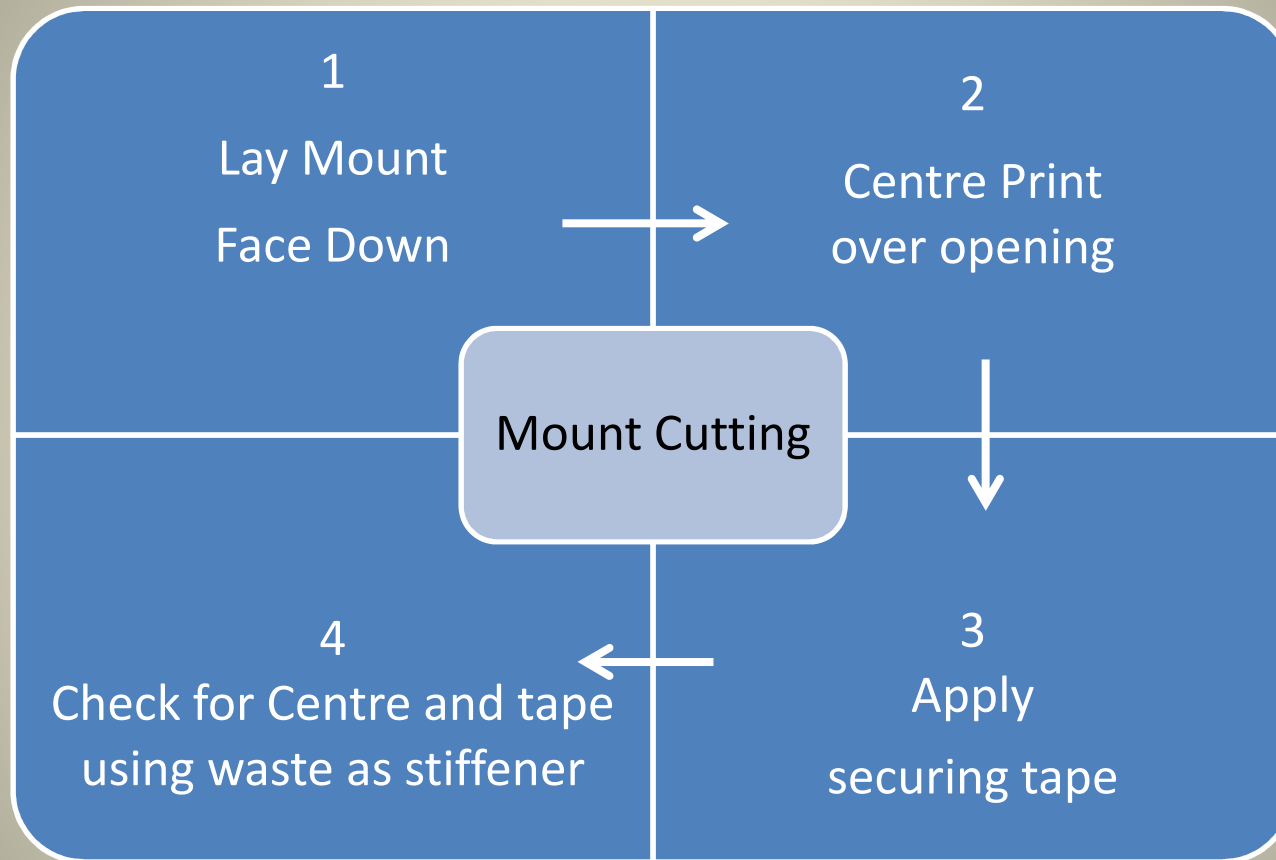 1
Lay Mount
Face Down
2
Centre Print
over opening
Mount Cutting
3
Apply
securing tape
4
Check for Centre and tape
using waste as stiffener